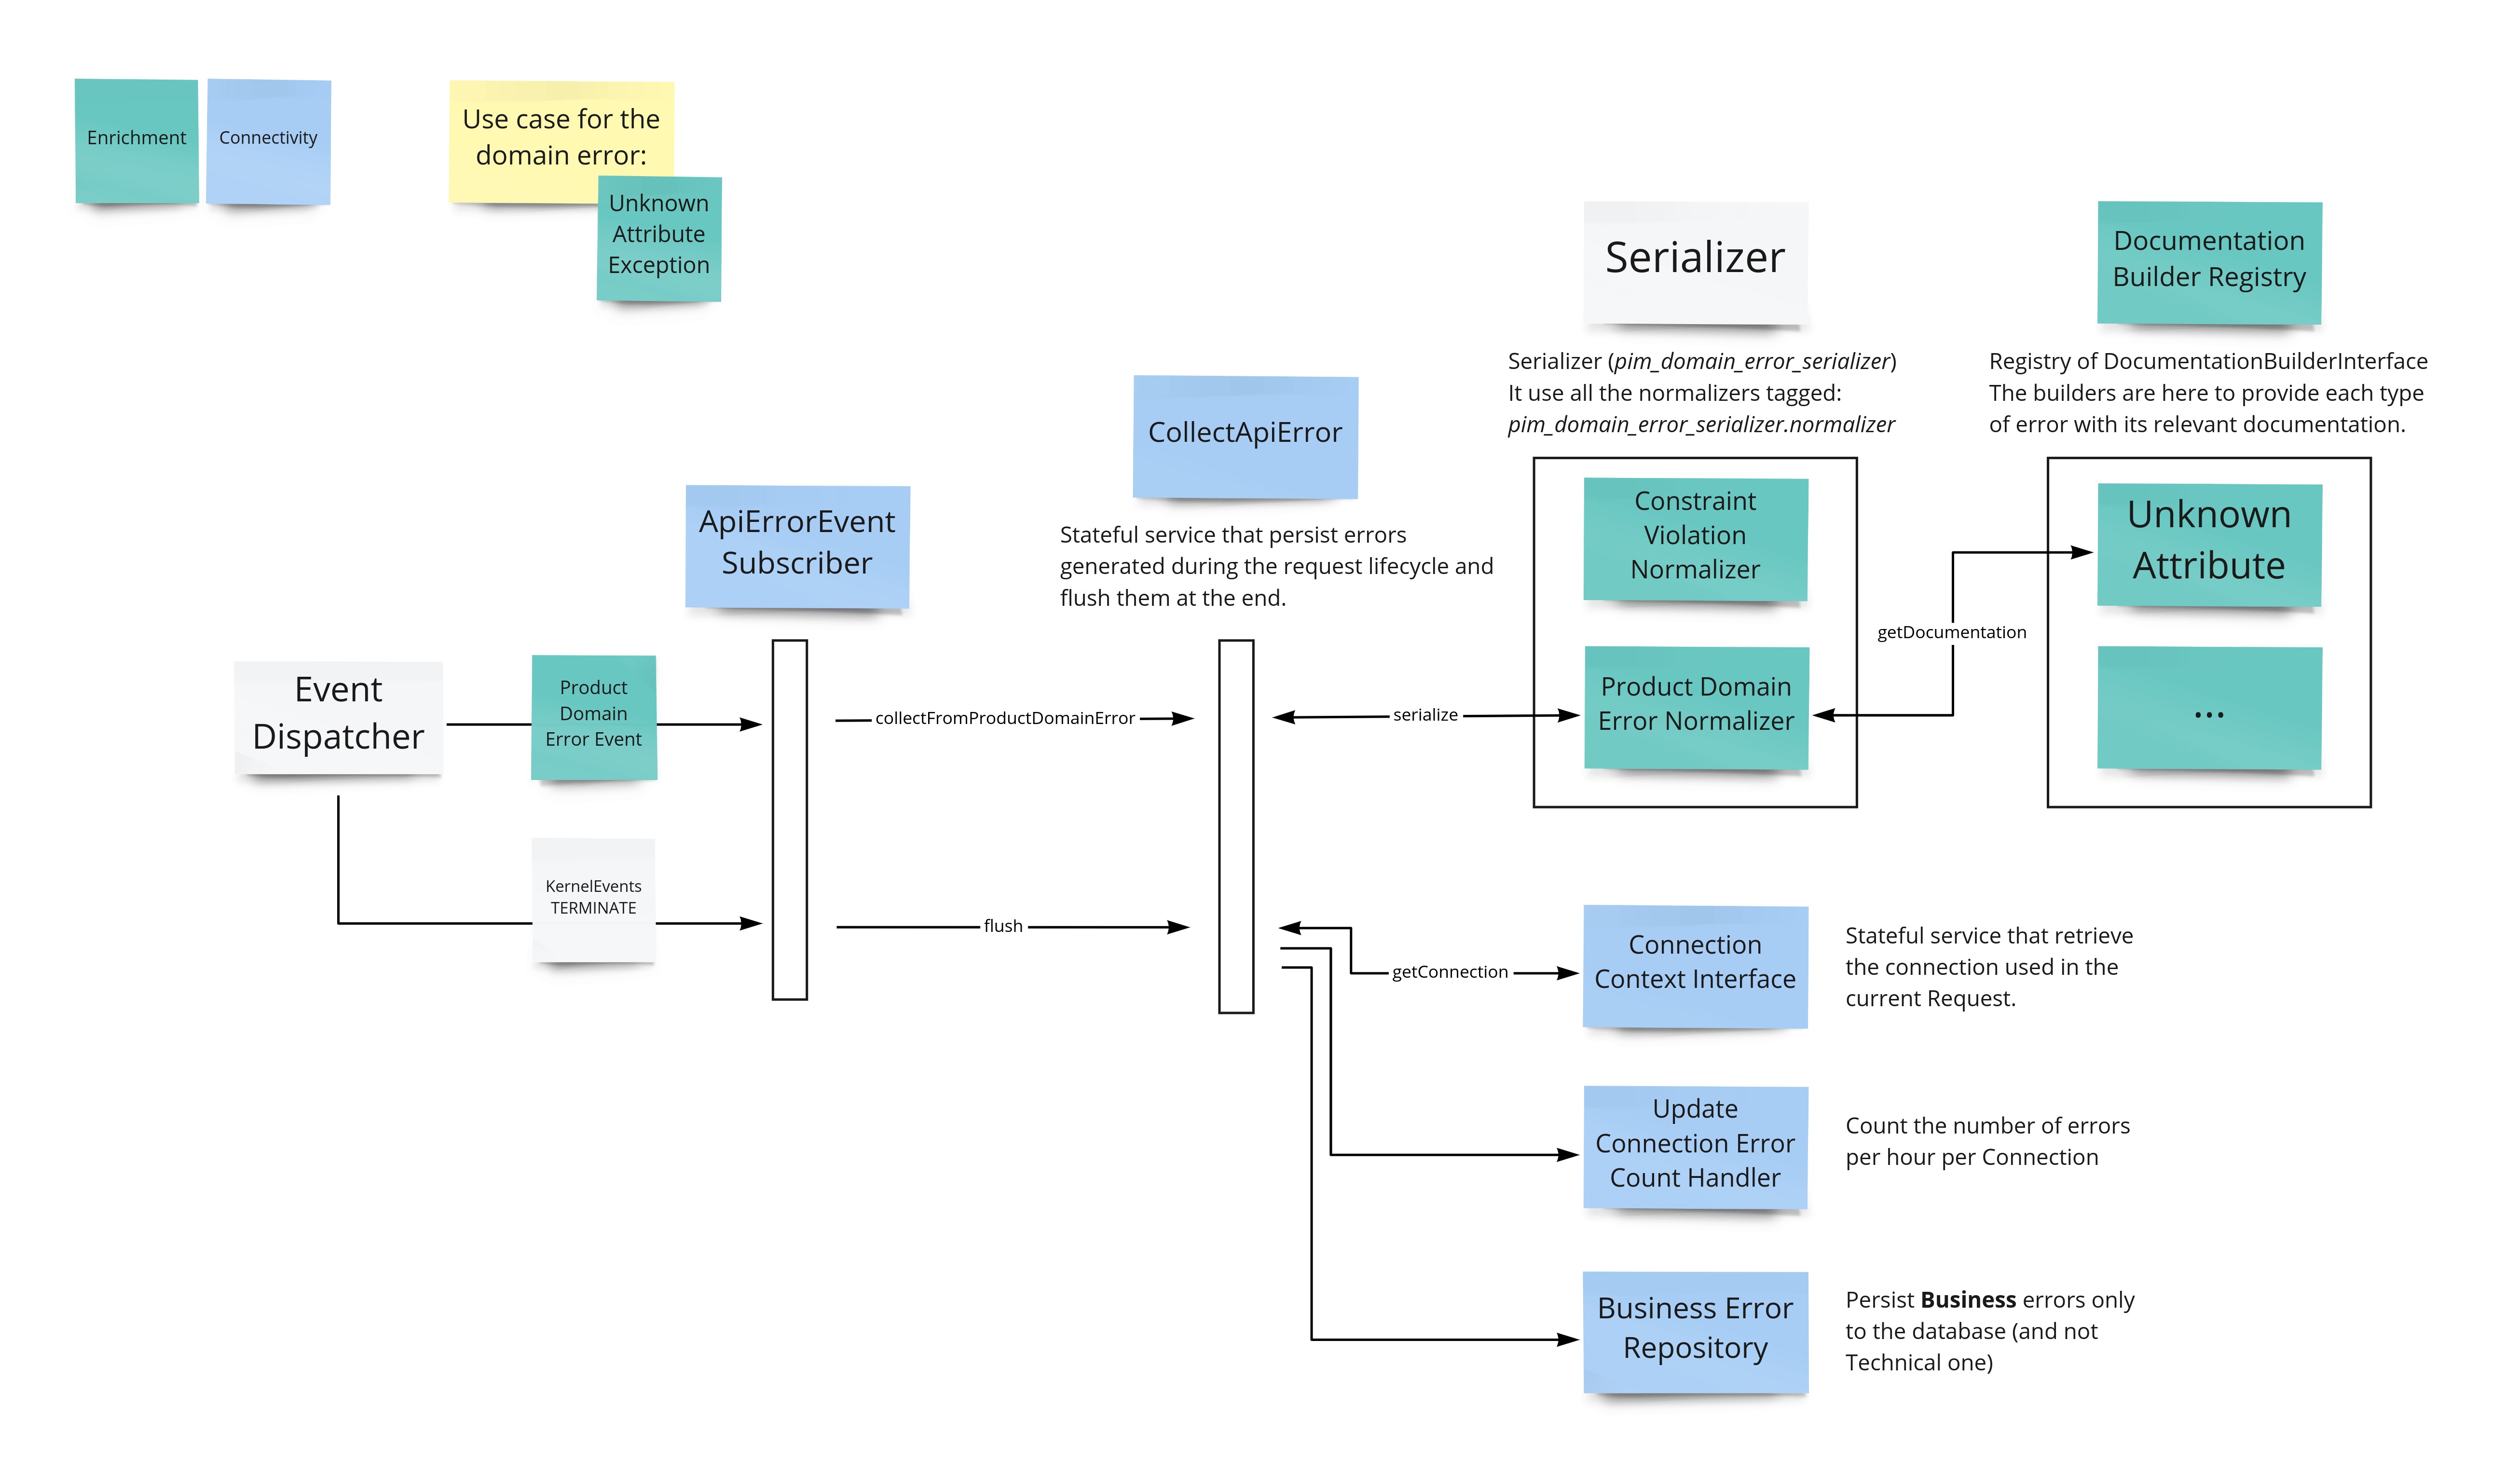 Enrichment
Connectivity
Use case for the
domain error:
Unknown
Attribute
Exception
Serializer
Serializer (pim_domain_error_serializer)
It use all the normalizers tagged:
pim_domain_error_serializer.normalizer
Documentation
Builder Registry
Registry of DocumentationBuilderInterface
The builders are here to provide each type
of error with its relevant documentation.
CollectApiError
Stateful service that persist errors
generated during the request lifecycle and
flush them at the end.
ApiErrorEvent
Subscriber
Constraint
Violation
Normalizer
Unknown
Attribute
getDocumentation
Event
Dispatcher
Product
Domain
Error Event
collectFromProductDomainError
serialize
Product Domain
Error Normalizer
...
KernelEvents
TERMINATE
flush
getConnection
Connection
Context Interface
Stateful service that retrieve
the connection used in the
current Request.
Update
Connection Error
Count Handler
Count the number of errors
per hour per Connection
Business Error
Repository
Persist Business errors only
to the database (and not
Technical one)